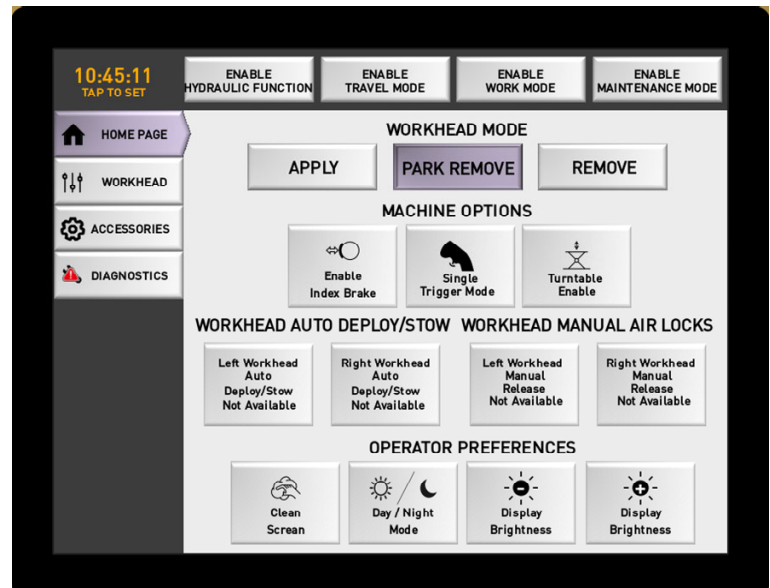 10:45:11
TAP TO SET
ENABLE
HYDRAULIC FUNCTION
ENABLE
TRAVEL MODE
ENABLE
WORK MODE
ENABLE
MAINTENANCE MODE
HOME PAGE
WORKHEAD
ACCESSORIES
DIAGNOSTICS
WORKHEAD MODE
APPLY
PARK REMOVE
REMOVE
MACHINE OPTIONS
Enable
Index Brake
Single
Trigger Mode
Turntable
Enable
WORKHEAD AUTO DEPLOY/STOW
WORKHEAD MANUAL AIR LOCKS
Left Workhead
Auto
Deploy/Stow
Not Available
Right Workhead
Auto
Deploy/Stow
Not Available
Left Workhead
Manual
Release
Not Available
Right Workhead
Manual
Release
Not Available
OPERATOR PREFERENCES
Clean
Screan
Day / Night
Mode
Display
Brightness
Display
Brightness